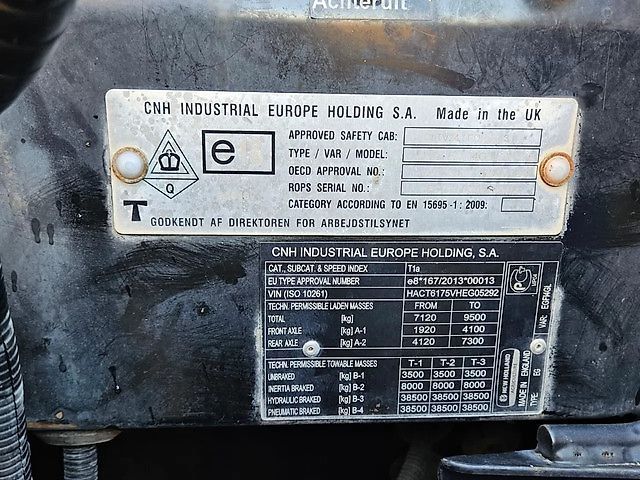 Achteruit
CNH INDUSTRIAL EUROPE HOLDING S.A. Made in the UK
e
APPROVED SAFETY CAB:
TYPE / VAR / MODEL:
OECD APPROVAL NO.:
ROPS SERIAL NO.:
CATEGORY ACCORDING TO EN 15695-1: 2009:
Q
T GODKENDT AF DIREKTOREN FOR ARBEJDSTILSYNET
CNH INDUSTRIAL EUROPE HOLDING, S.A.
CAT., SUBCAT. & SPEED INDEX T1a
EU TYPE APPROVAL NUMBER e8*167/2013*00013
VIN (ISO 10261) HACT6175VHEG05292
TECHN. PERMISSIBLE LADEN MASSES FROM TO
TOTAL [kg] 7120 9500
FRONT AXLE [kg] A-1 1920 4100
REAR AXLE [kg] A-2 4120 7300
TECHN. PERMISSIBLE TOWABLE MASSES T-1 T-2 T-3
UNBRAKED [kg] B-1 3500 3500 3500
INERTIA BRAKED [kg] B-2 8000 8000 8000
HYDRAULIC BRAKED [kg] B-3 38500 38500 38500
PNEUMATIC BRAKED [kg] B-4 38500 38500 38500
NEW HOLLAND
MADE IN ENGLAND
VAR: EGPAGL
TYPE EG